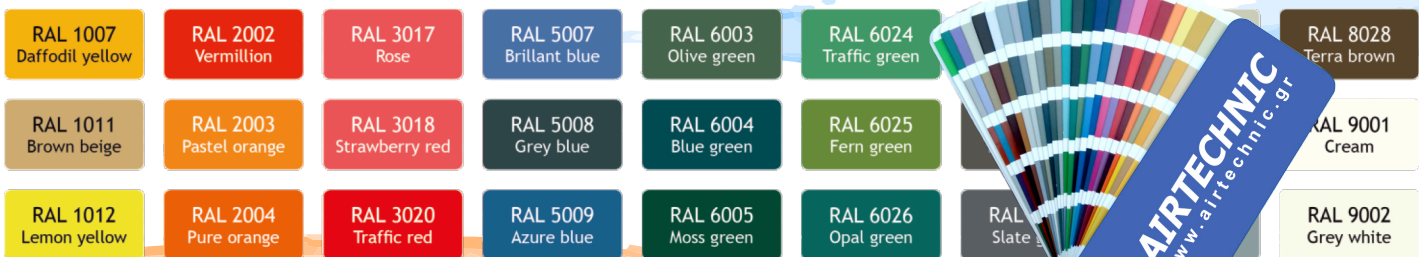 RAL 1007
Daffodil yellow
RAL 2002
Vermillion
RAL 3017
Rose
RAL 5007
Brillant blue
RAL 6003
Olive green
RAL 6024
Traffic green
RAL 8028
Terra brown
RAL 1011
Brown beige
RAL 2003
Pastel orange
RAL 3018
Strawberry red
RAL 5008
Grey blue
RAL 6004
Blue green
RAL 6025
Fern green
RAL 9001
Cream
RAL 1012
Lemon yellow
RAL 2004
Pure orange
RAL 3020
Traffic red
RAL 5009
Azure blue
RAL 6005
Moss green
RAL 6026
Opal green
RAL
Slate
RAL 9002
Grey white
AIRTECHNIC
www.airtechnic.gr